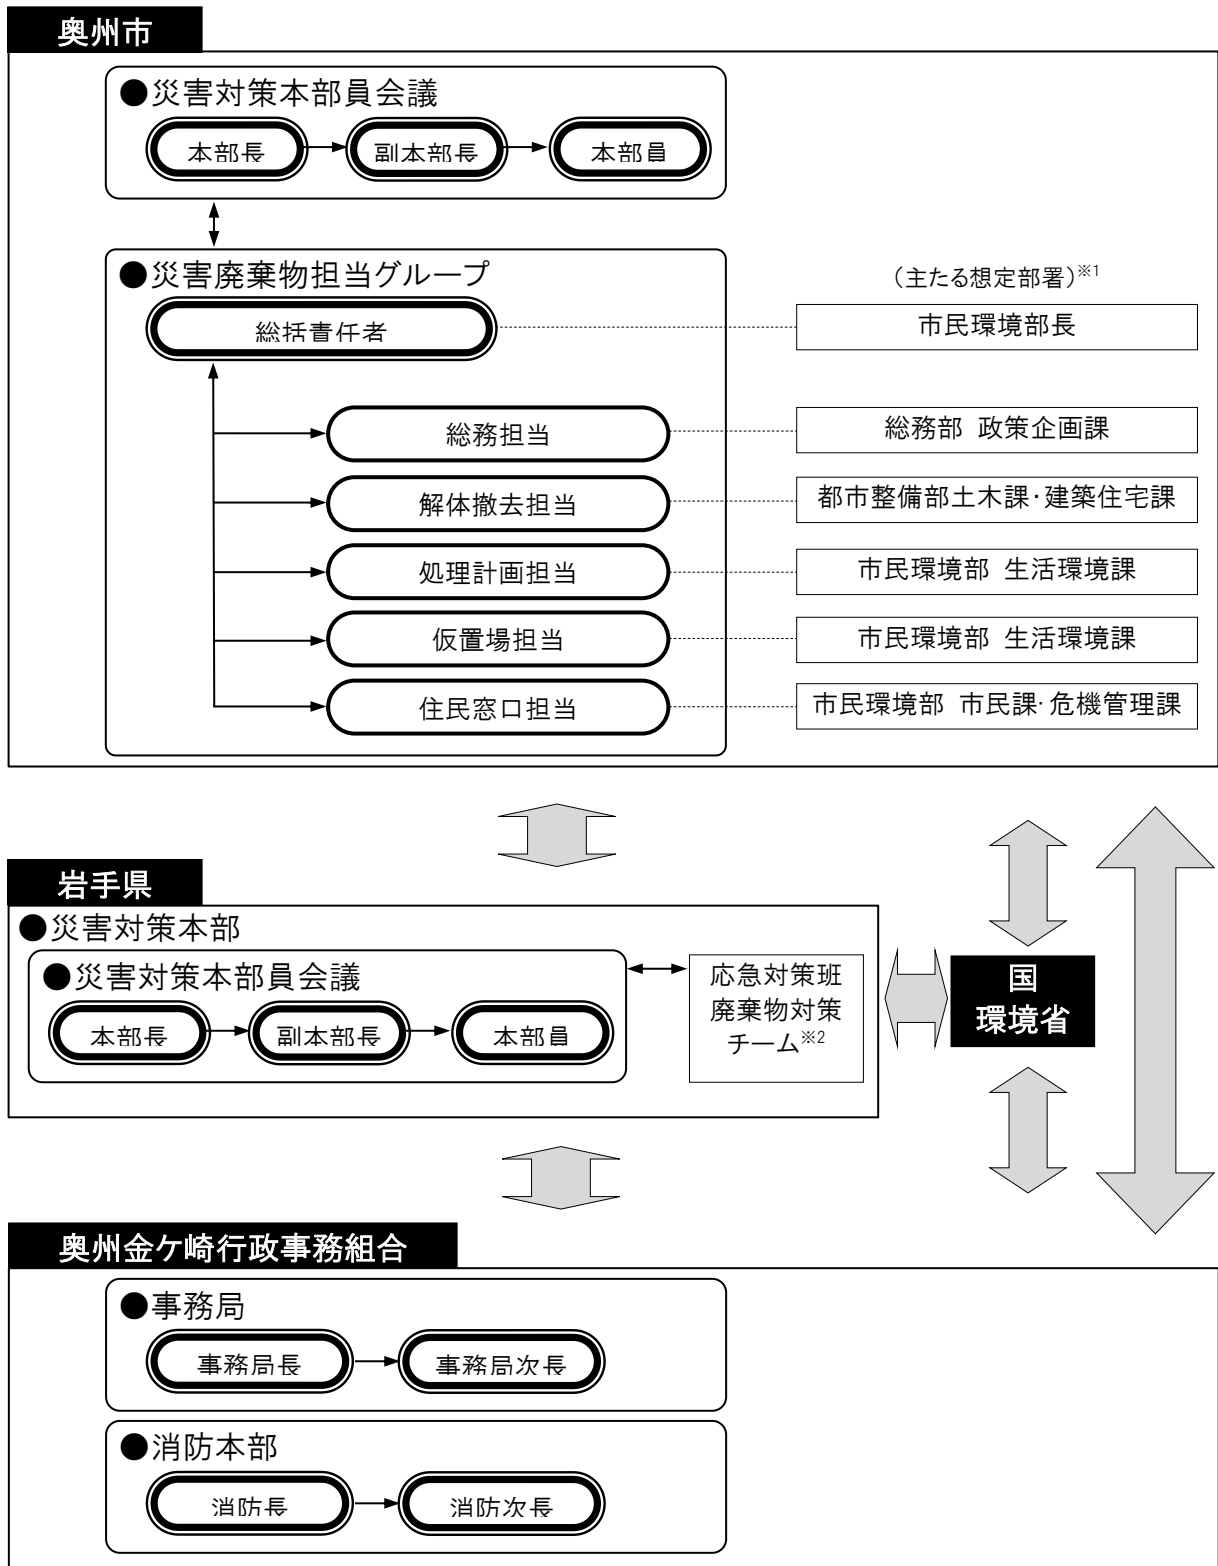 奥州市
●災害対策本部員会議
本部長
副本部長
本部員
●災害廃棄物担当グループ
（主たる想定部署）※1
総括責任者
市民環境部長
総務担当
総務部 政策企画課
解体撤去担当
都市整備部土木課・建築住宅課
処理計画担当
市民環境部 生活環境課
仮置場担当
市民環境部 生活環境課
住民窓口担当
市民環境部 市民課・危機管理課
岩手県
●災害対策本部
●災害対策本部員会議
本部長
副本部長
本部員
応急対策班
廃棄物対策
チーム※2
国
環境省
奥州金ケ崎行政事務組合
●事務局
事務局長
事務局次長
●消防本部
消防長
消防次長